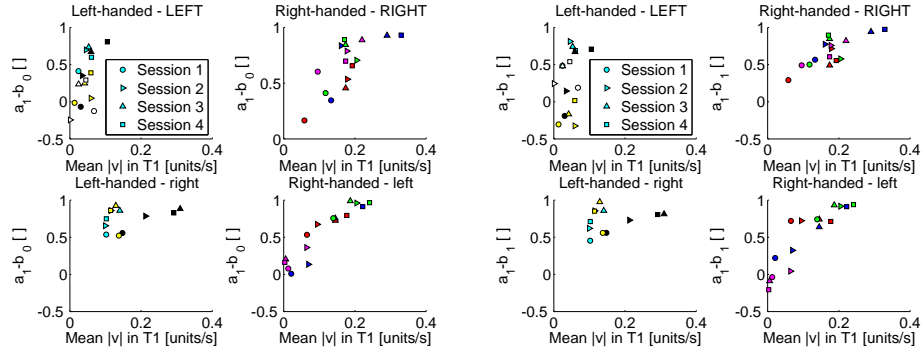 Left-handed - LEFT
Right-handed - RIGHT
Left-handed - LEFT
Right-handed - RIGHT
1
0.5
0
-0.5
a1-b0 [ ]
Session 1
Session 2
Session 3
Session 4
0 0.2 0.4
Mean |v| in T1 [units/s]
1
0.5
0
-0.5
a1-b0 [ ]
0 0.2 0.4
Mean |v| in T1 [units/s]
1
0.5
0
-0.5
a1-b1 [ ]
Session 1
Session 2
Session 3
Session 4
0 0.2 0.4
Mean |v| in T1 [units/s]
1
0.5
0
-0.5
a1-b1 [ ]
0 0.2 0.4
Mean |v| in T1 [units/s]
Left-handed - right
Right-handed - left
Left-handed - right
Right-handed - left
1
0.5
0
-0.5
a1-b0 [ ]
0 0.2 0.4
Mean |v| in T1 [units/s]
1
0.5
0
-0.5
a1-b0 [ ]
0 0.2 0.4
Mean |v| in T1 [units/s]
1
0.5
0
-0.5
a1-b0 [ ]
0 0.2 0.4
Mean |v| in T1 [units/s]
1
0.5
0
-0.5
a1-b0 [ ]
0 0.2 0.4
Mean |v| in T1 [units/s]